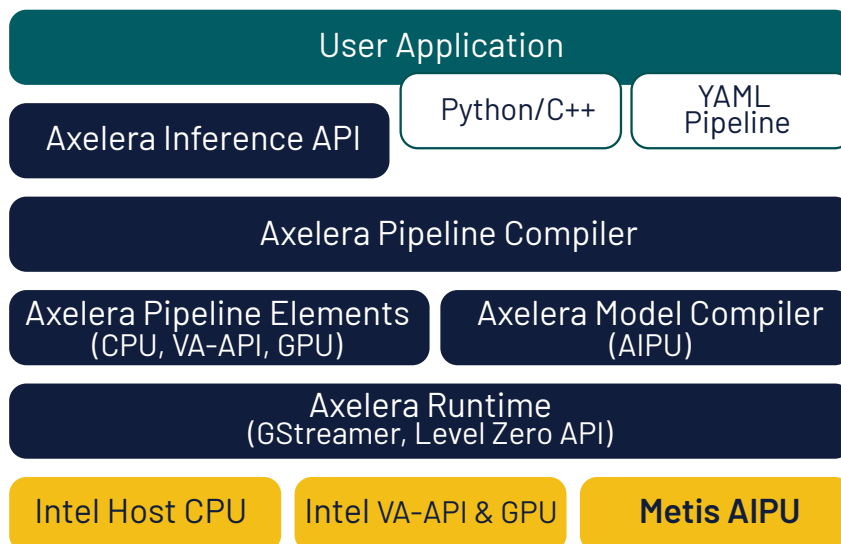 User Application
Python/C++
YAML
Pipeline
Axelera Inference API
Axelera Pipeline Compiler
Axelera Pipeline Elements
(CPU, VA-API, GPU)
Axelera Model Compiler
(AIPU)
Axelera Runtime
(GStreamer, Level Zero API)
Intel Host CPU
Intel VA-API & GPU
Metis AIPU